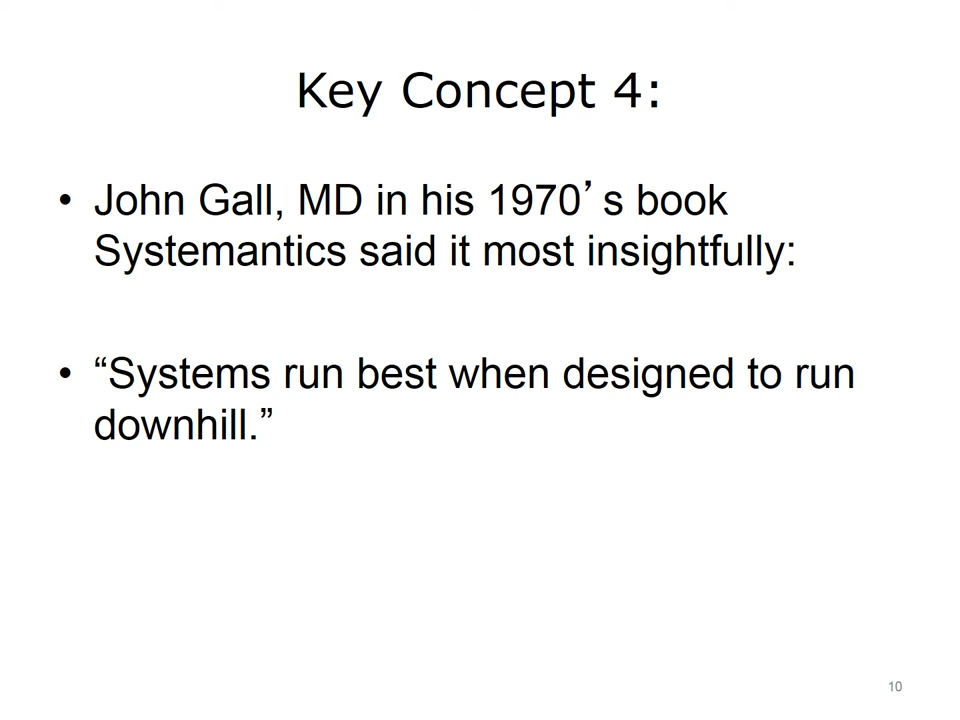 Key Concept 4:
• John Gall, MD in his 1970’s book
Systemantics said it most insightfully:
• “Systems run best when designed to run
downhill.”
10